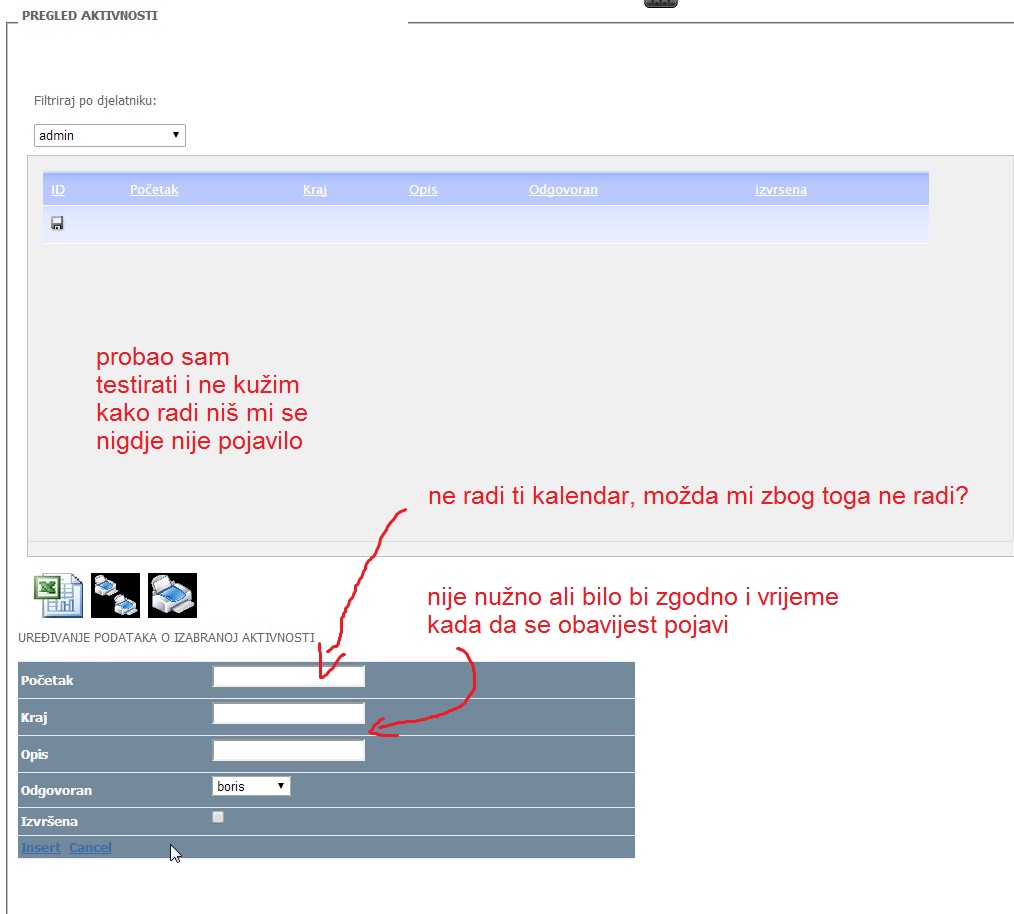 PREGLED AKTIVNOSTI
Filtriraj po djelatniku:
admin
ID Početak Kraj Opis Odgovoran izvrsena
probao sam
testirati i ne kužim
kako radi niš mi se
nigdje nije pojavilo
ne radi ti kalendar, možda mi zbog toga ne radi?
nije nužno ali bilo bi zgodno i vrijeme
kada da se obavijest pojavi
UREĐIVANJE PODATAKA O IZABRANOJ AKTIVNOSTI
Početak
Kraj
Opis
Odgovoran boris
Izvršena
Insert Cancel